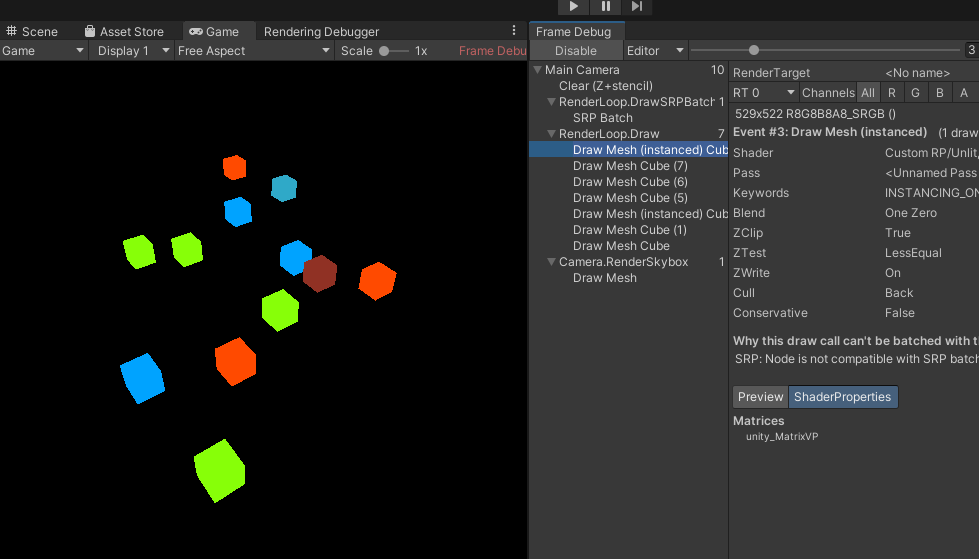 Scene Asset Store Game Rendering Debugger
Game Display 1 Free Aspect Scale 1x Frame Debu
Frame Debug
Disable Editor 3
Main Camera 10
Clear (Z+stencil)
RenderLoop.DrawSRPBatch 1
SRP Batch
RenderLoop.Draw 7
Draw Mesh (instanced) Cub
Draw Mesh Cube (7)
Draw Mesh Cube (6)
Draw Mesh Cube (5)
Draw Mesh (instanced) Cub
Draw Mesh Cube (1)
Draw Mesh Cube
Camera.RenderSkybox 1
Draw Mesh
RenderTarget <No name>
RT 0 Channels All R G B A
529x522 R8G8B8A8_SRGB ()
Event #3: Draw Mesh (instanced) (1 draw
Shader Custom RP/Unlit,
Pass <Unnamed Pass
Keywords INSTANCING_ON
Blend One Zero
ZClip True
ZTest LessEqual
ZWrite On
Cull Back
Conservative False
Why this draw call can't be batched with t
SRP: Node is not compatible with SRP batch
Preview ShaderProperties
Matrices
unity_MatrixVP